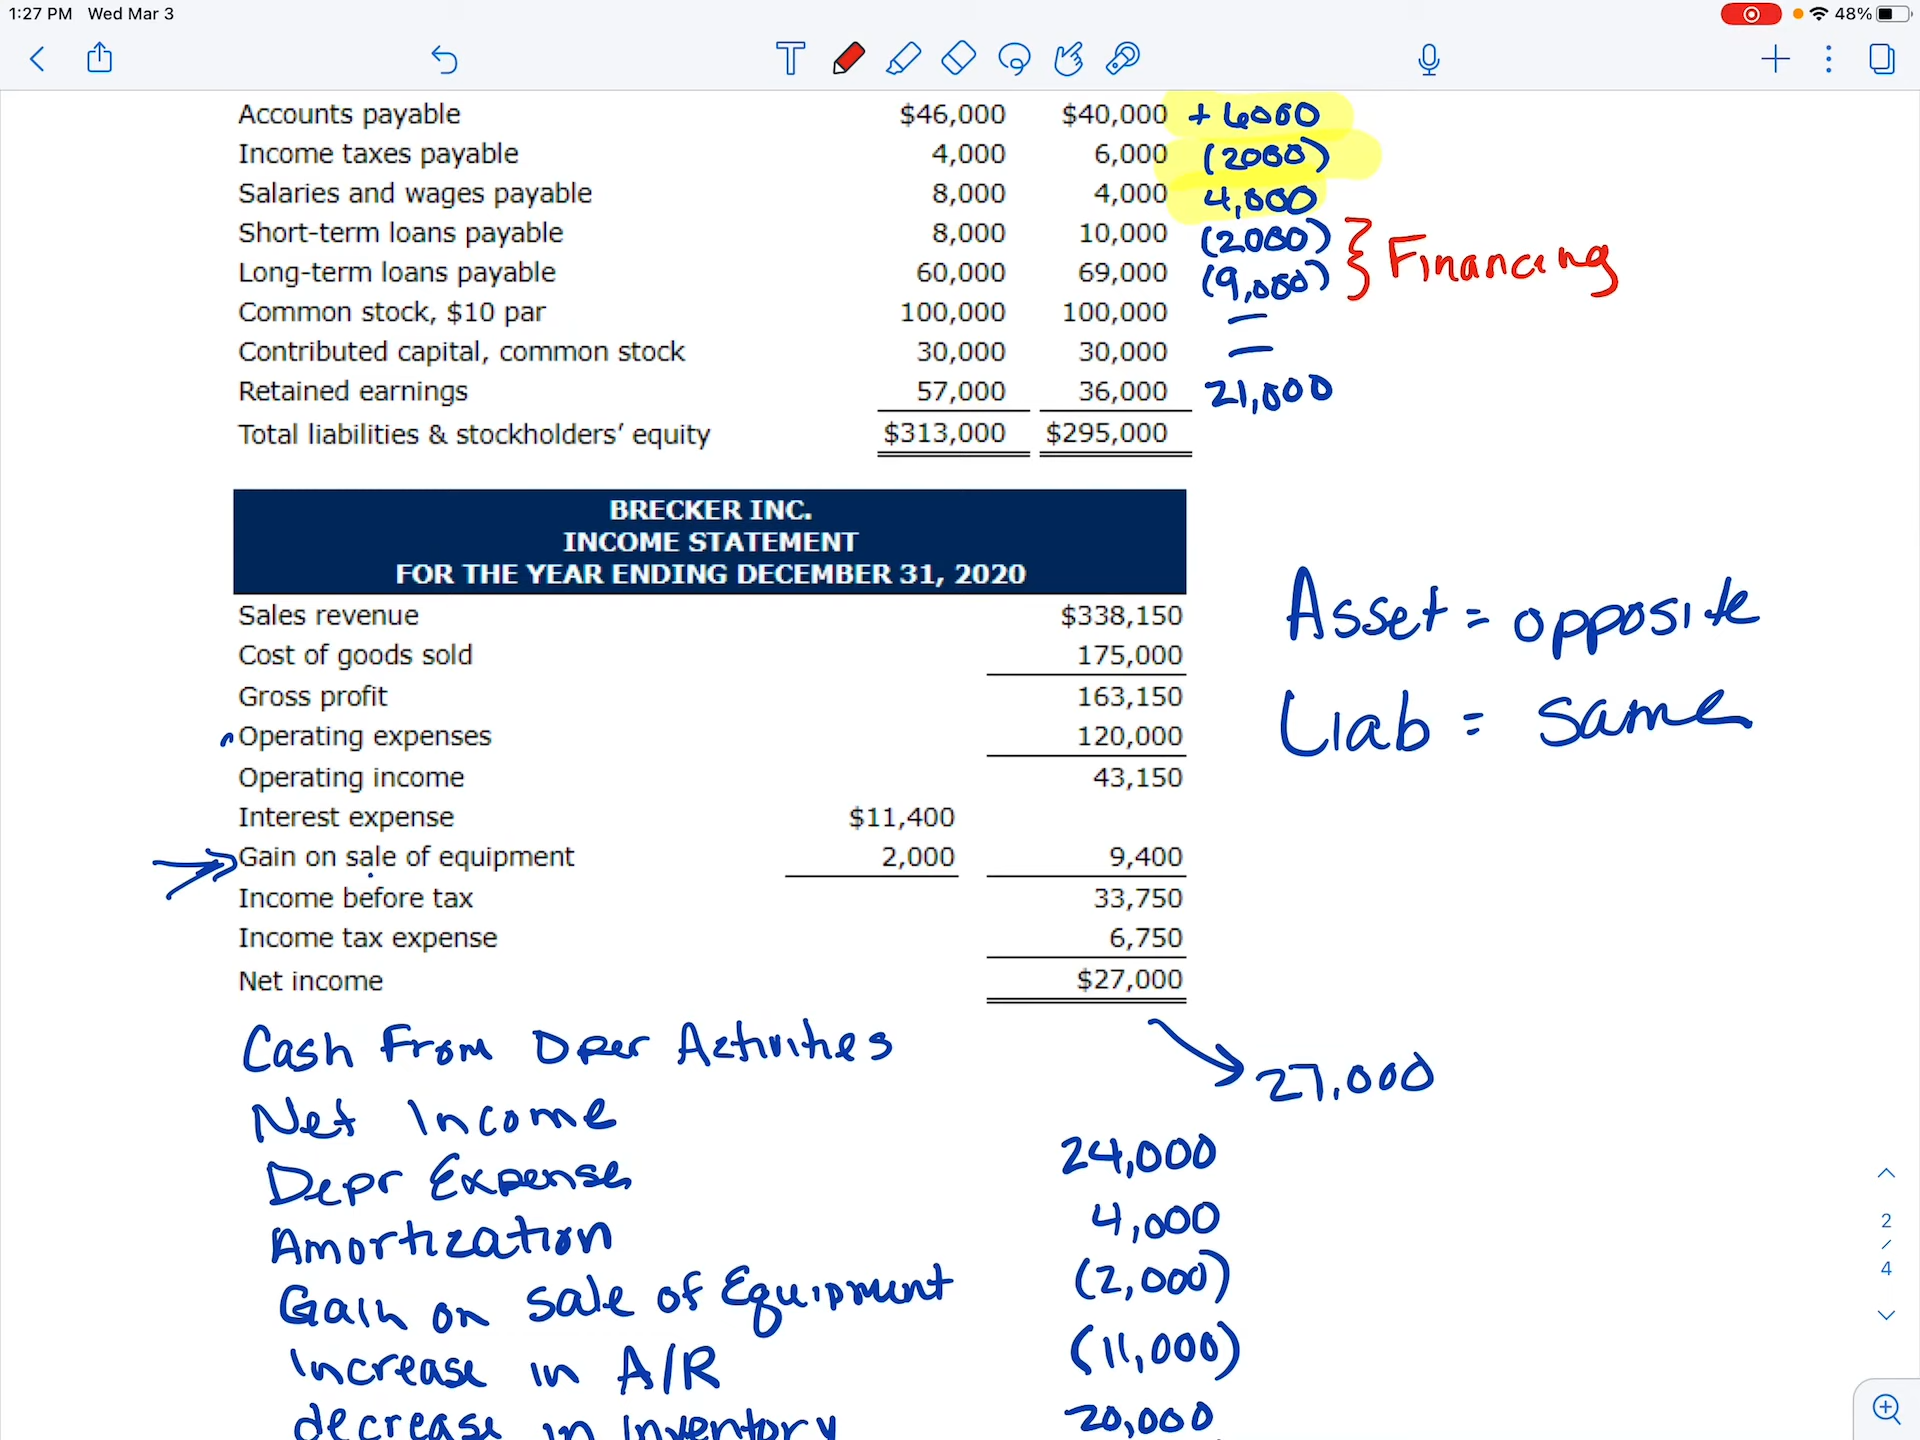 1:27 PM Wed Mar 3 48%
Accounts payable $46,000 $40,000 + 6000
Income taxes payable 4,000 6,000 (2000)
Salaries and wages payable 8,000 4,000 4,000
Short-term loans payable 8,000 10,000 (2000)
Long-term loans payable 60,000 69,000 (9,000) } Financing
Common stock, $10 par 100,000 100,000 —
Contributed capital, common stock 30,000 30,000 —
Retained earnings 57,000 36,000 21,000
Total liabilities & stockholders’ equity $313,000 $295,000
BRECKER INC.
INCOME STATEMENT
FOR THE YEAR ENDING DECEMBER 31, 2020
Sales revenue $338,150
Cost of goods sold 175,000
Gross profit 163,150
Operating expenses 120,000
Operating income 43,150
Interest expense $11,400
Gain on sale of equipment 2,000 9,400
Income before tax 33,750
Income tax expense 6,750
Net income $27,000
Asset = opposite
Liab = same
Cash From Oper Activities
Net Income 27,000
Depr Expense 24,000
Amortization 4,000
Gain on sale of Equipment (2,000)
Increase in A/R (11,000)
decrease in inventory 20,000
2
/
4